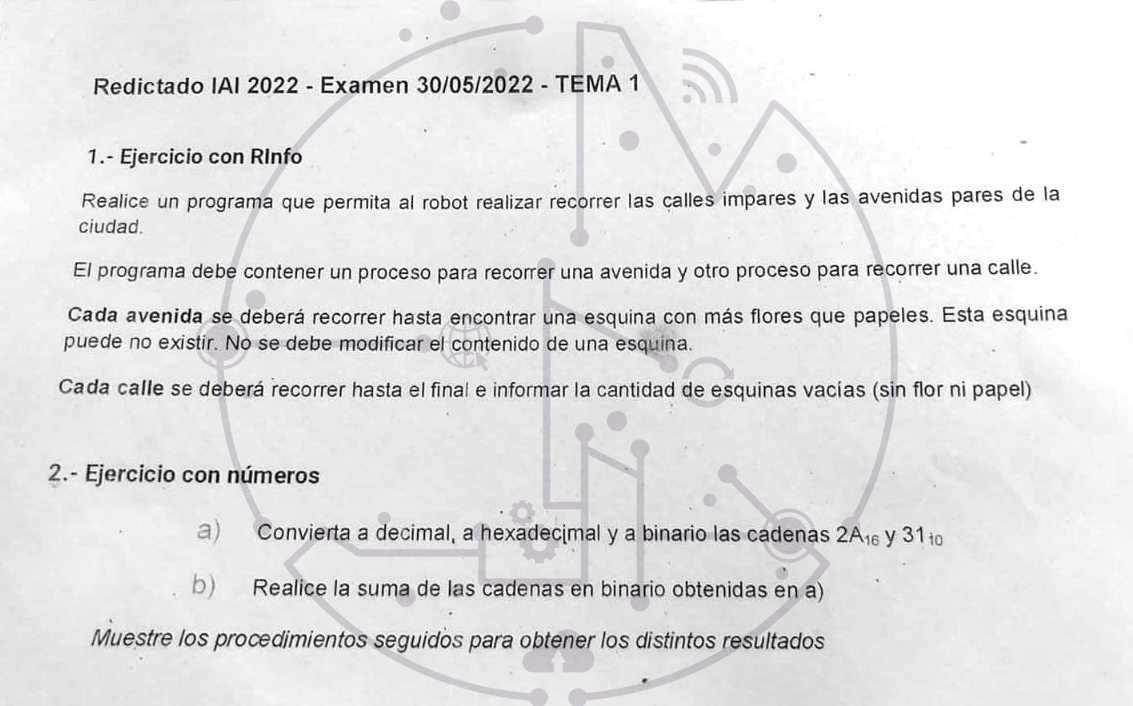 Redictado IAI 2022 - Examen 30/05/2022 - TEMA 1
1.- Ejercicio con RInfo
Realice un programa que permita al robot realizar recorrer las calles impares y las avenidas pares de la
ciudad.
El programa debe contener un proceso para recorrer una avenida y otro proceso para recorrer una calle.
Cada avenida se deberá recorrer hasta encontrar una esquina con más flores que papeles. Esta esquina
puede no existir. No se debe modificar el contenido de una esquina.
Cada calle se deberá recorrer hasta el final e informar la cantidad de esquinas vacías (sin flor ni papel)
2.- Ejercicio con números
a) Convierta a decimal, a hexadecimal y a binario las cadenas 2A₁₆ y 31₁₀
b) Realice la suma de las cadenas en binario obtenidas en a)
Muestre los procedimientos seguidos para obtener los distintos resultados